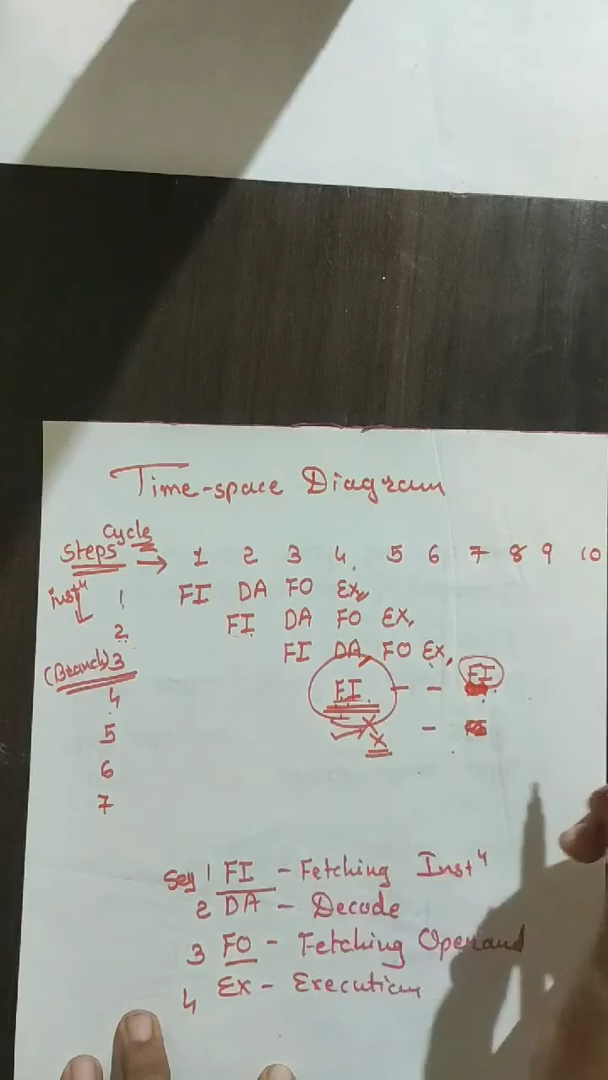 Time-space Diagram
Cycle
Steps → 1 2 3 4 5 6 7 8 9 10
Instⁿ 1 FI DA FO EX
2 FI DA FO EX
(Branch) 3 FI DA FO EX
4 FI - - FI
5 X -
6
7
Seg 1 FI - Fetching Instⁿ
2 DA - Decode
3 FO - Fetching Operand
4 EX - Execution